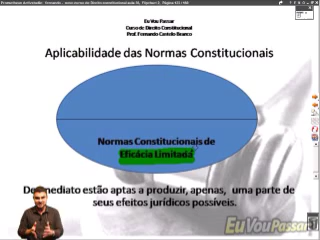 Eu Vou Passar
Curso de Direito Constitucional
Prof. Fernando Castelo Branco
Aplicabilidade das Normas Constitucionais
Normas Constitucionais de
Eficácia Limitada
De imediato estão aptas a produzir, apenas, uma parte de
seus efeitos jurídicos possíveis.
EuVouPassar